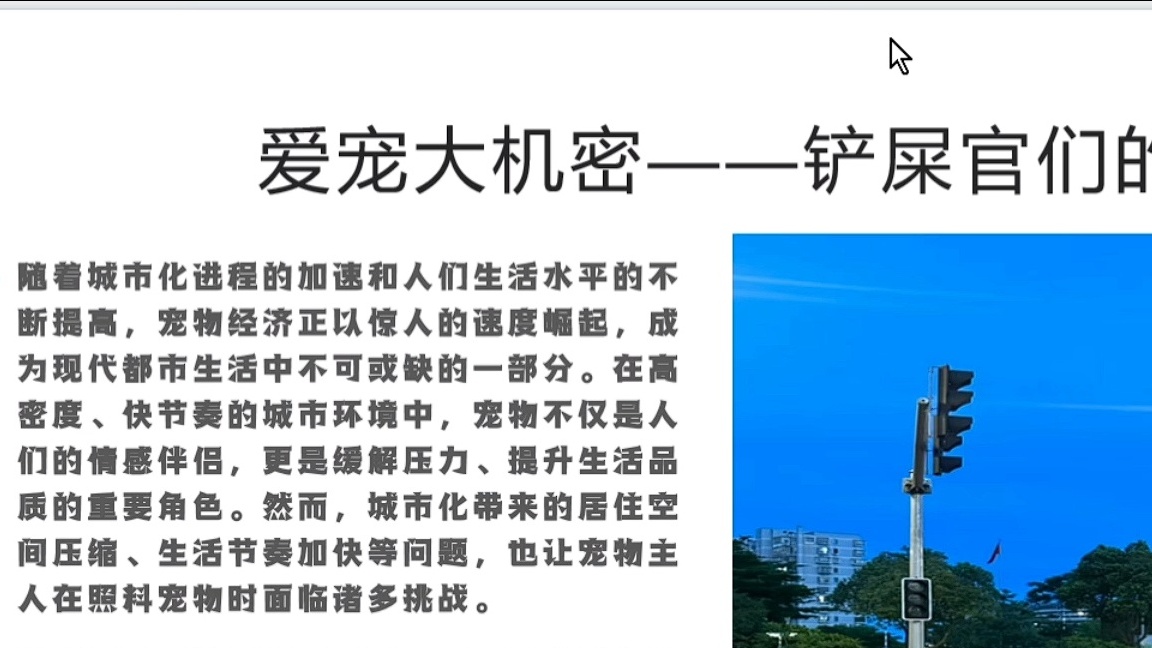 爱宠大机密——铲屎官们的
随着城市化进程的加速和人们生活水平的不
断提高，宠物经济正以惊人的速度崛起，成
为现代都市生活中不可或缺的一部分。在高
密度、快节奏的城市环境中，宠物不仅是人
们的情感伴侣，更是缓解压力、提升生活品
质的重要角色。然而，城市化带来的居住空
间压缩、生活节奏加快等问题，也让宠物主
人在照料宠物时面临诸多挑战。